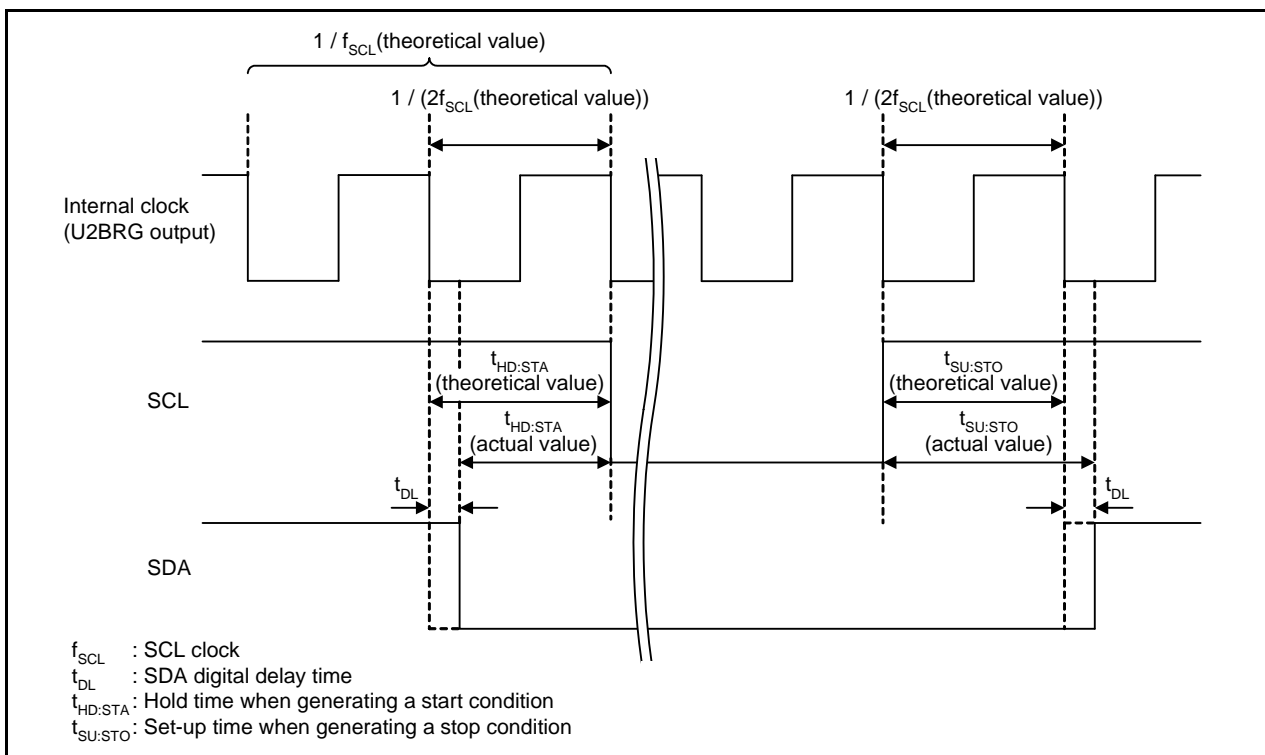 1 / fSCL(theoretical value)
1 / (2fSCL(theoretical value))
1 / (2fSCL(theoretical value))
Internal clock
(U2BRG output)
SCL
tHD:STA
(theoretical value)
tHD:STA
(actual value)
tSU:STO
(theoretical value)
tSU:STO
(actual value)
tDL
tDL
SDA
fSCL : SCL clock
tDL : SDA digital delay time
tHD:STA : Hold time when generating a start condition
tSU:STO : Set-up time when generating a stop condition